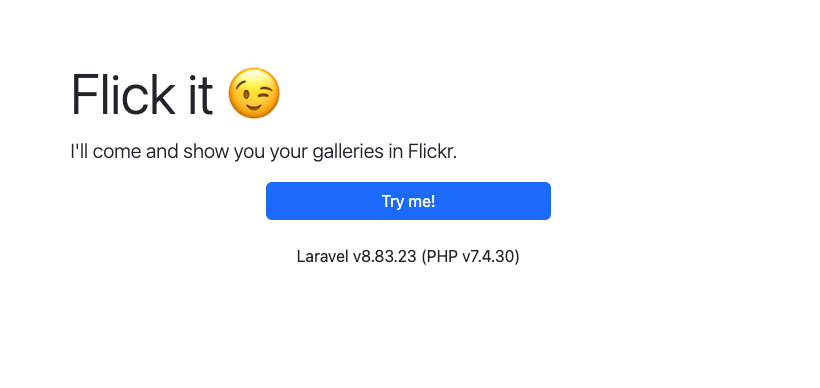 Flick it 😉
I'll come and show you your galleries in Flickr.
Try me!
Laravel v8.83.23 (PHP v7.4.30)